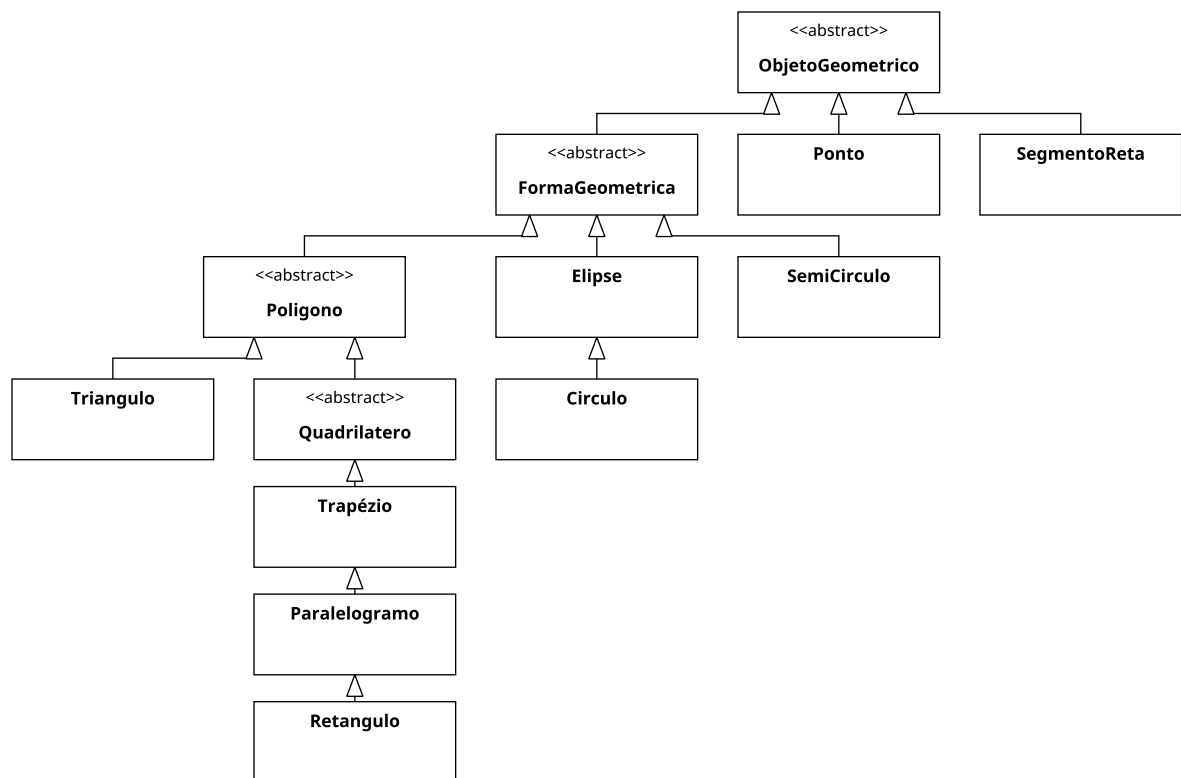 <<abstract>>
ObjetoGeometrico
<<abstract>>
FormaGeometrica
Ponto
SegmentoReta
<<abstract>>
Poligono
Elipse
SemiCirculo
Triangulo
<<abstract>>
Quadrilatero
Circulo
Trapézio
Paralelogramo
Retangulo